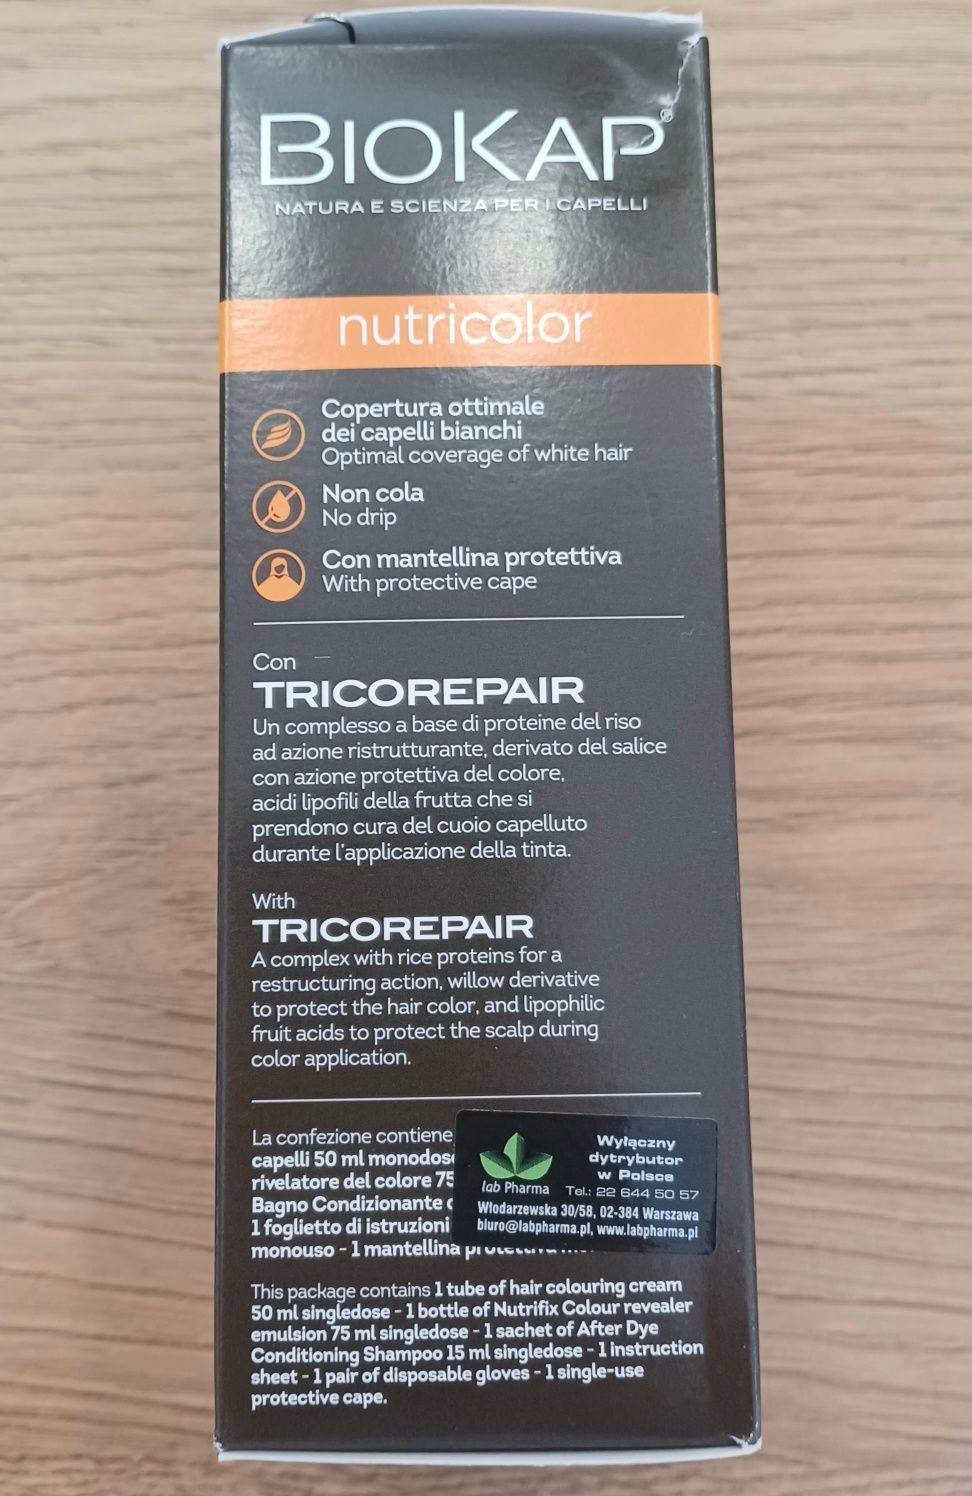 BIOKAP®
NATURA E SCIENZA PER I CAPELLI
nutricolor
Copertura ottimale
dei capelli bianchi
Optimal coverage of white hair
Non cola
No drip
Con mantellina protettiva
With protective cape
Con
TRICOREPAIR
Un complesso a base di proteine del riso
ad azione ristrutturante, derivato del salice
con azione protettiva del colore,
acidi lipofili della frutta che si
prendono cura del cuoio capelluto
durante l'applicazione della tinta.
With
TRICOREPAIR
A complex with rice proteins for a
restructuring action, willow derivative
to protect the hair color, and lipophilic
fruit acids to protect the scalp during
color application.
La confezione contiene
capelli 50 ml monodose
rivelatore del colore 75
Bagno Condizionante
1 foglietto di istruzioni
monouso - 1 mantellina
lab Pharma
Wyłączny
dytrybutor
w Polsce
Tel.: 22 644 50 57
Włodarzewska 30/58, 02-384 Warszawa
biuro@labpharma.pl, www.labpharma.pl
This package contains 1 tube of hair colouring cream
50 ml singledose - 1 bottle of Nutrifix Colour revealer
emulsion 75 ml singledose - 1 sachet of After Dye
Conditioning Shampoo 15 ml singledose - 1 instruction
sheet - 1 pair of disposable gloves - 1 single-use
protective cape.